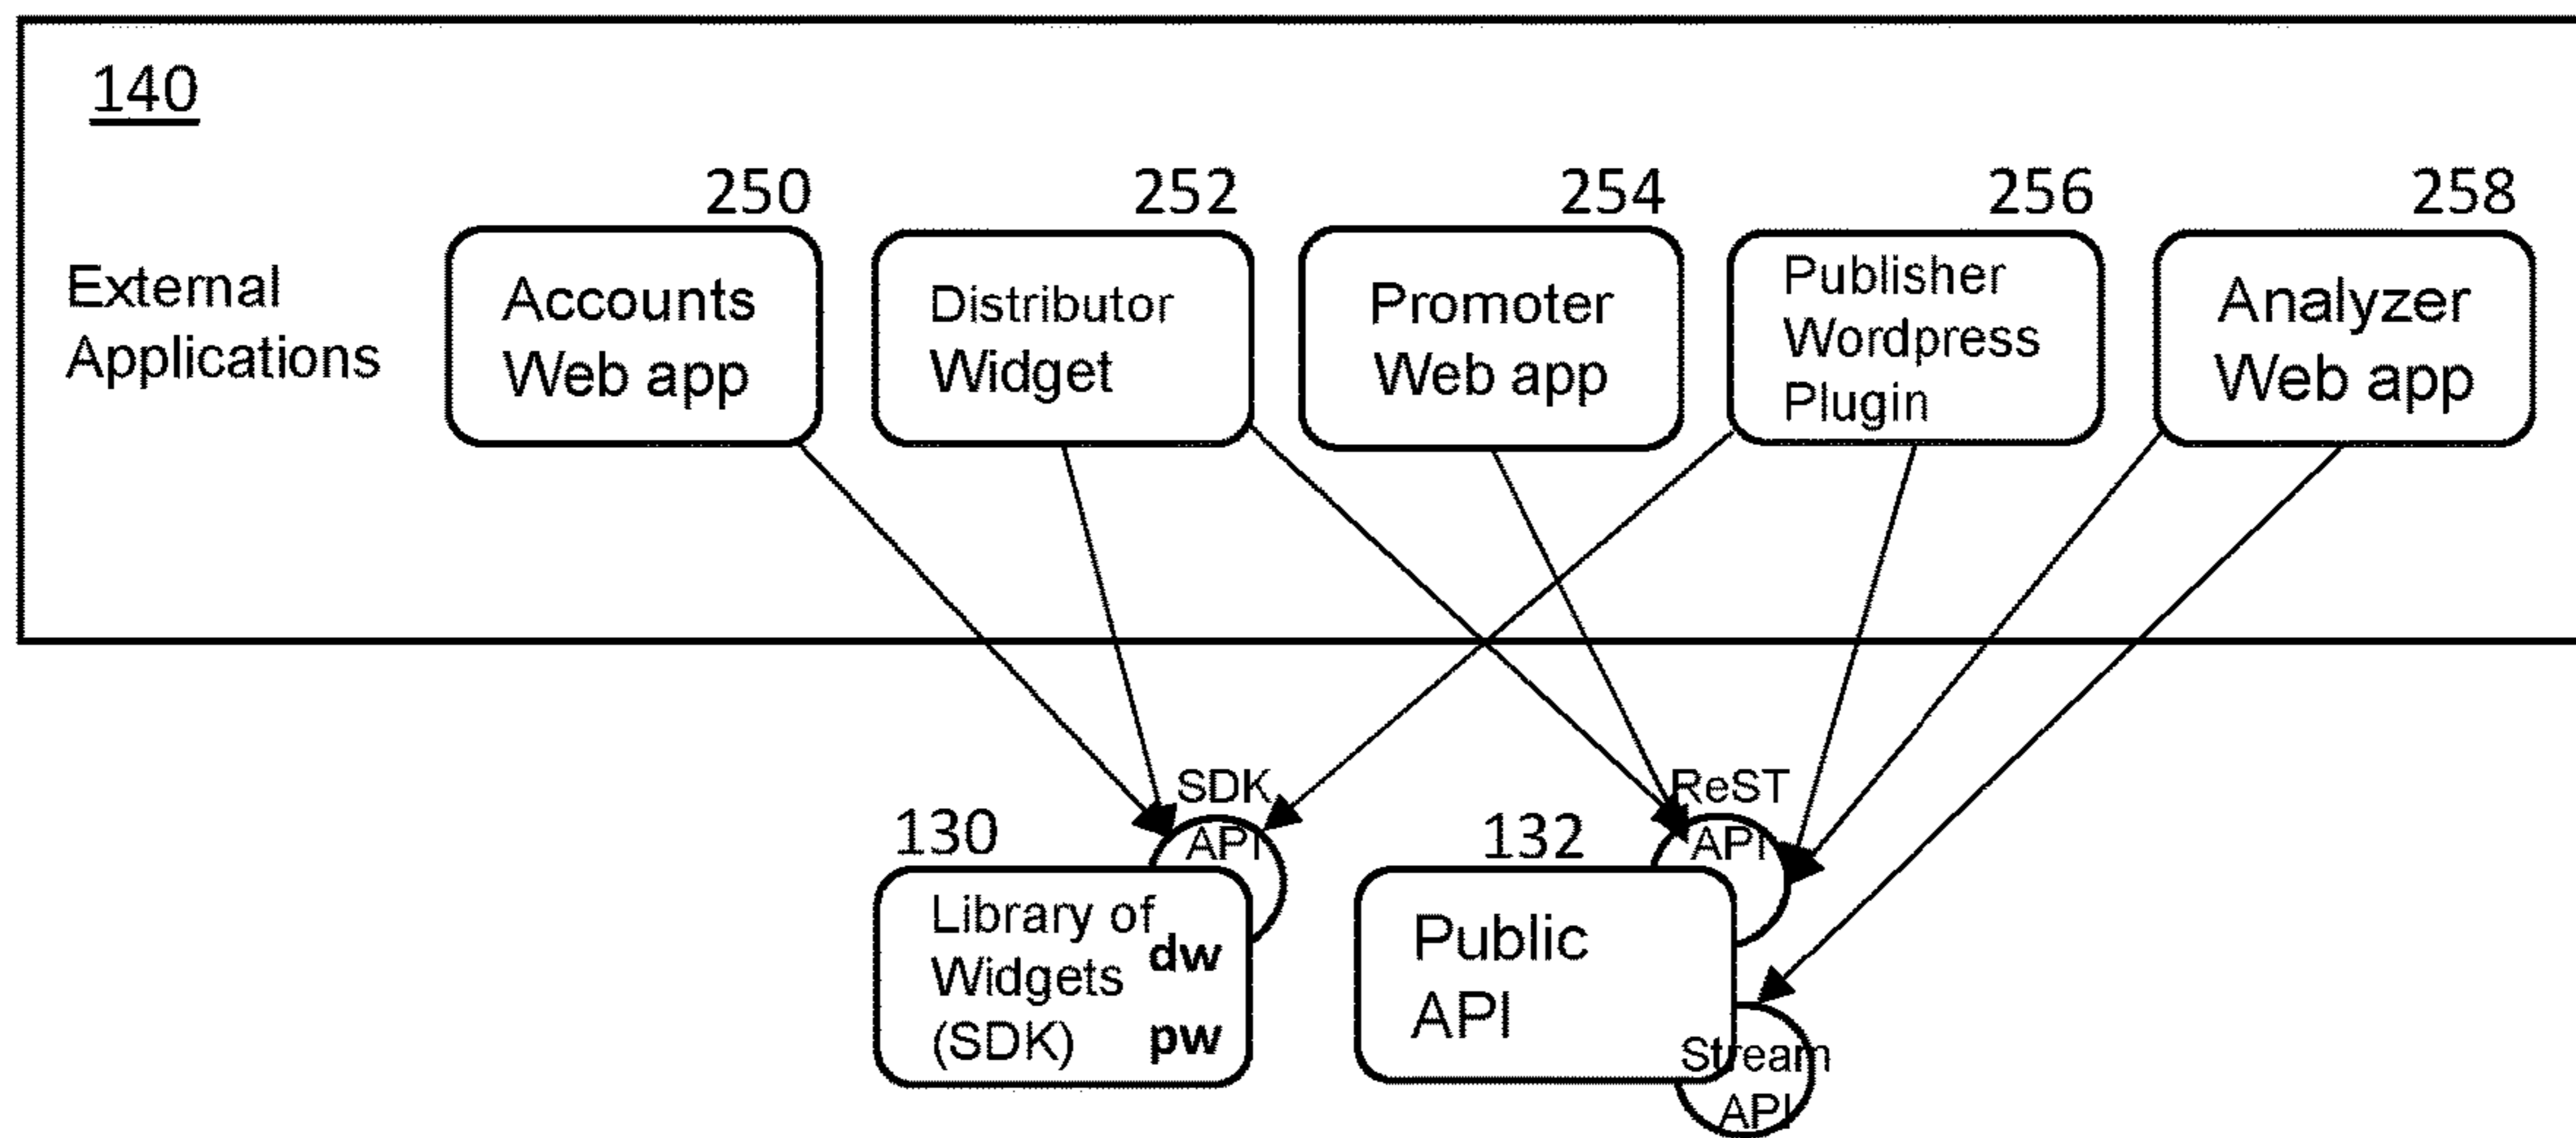 140
250
252
254
256
258
External
Applications
Accounts
Web app
Distributor
Widget
Promoter
Web app
Publisher
Wordpress
Plugin
Analyzer
Web app
SDK
API
ReST
API
130
132
Library of
Widgets
(SDK)
dw
pw
Public
API
Stream
API